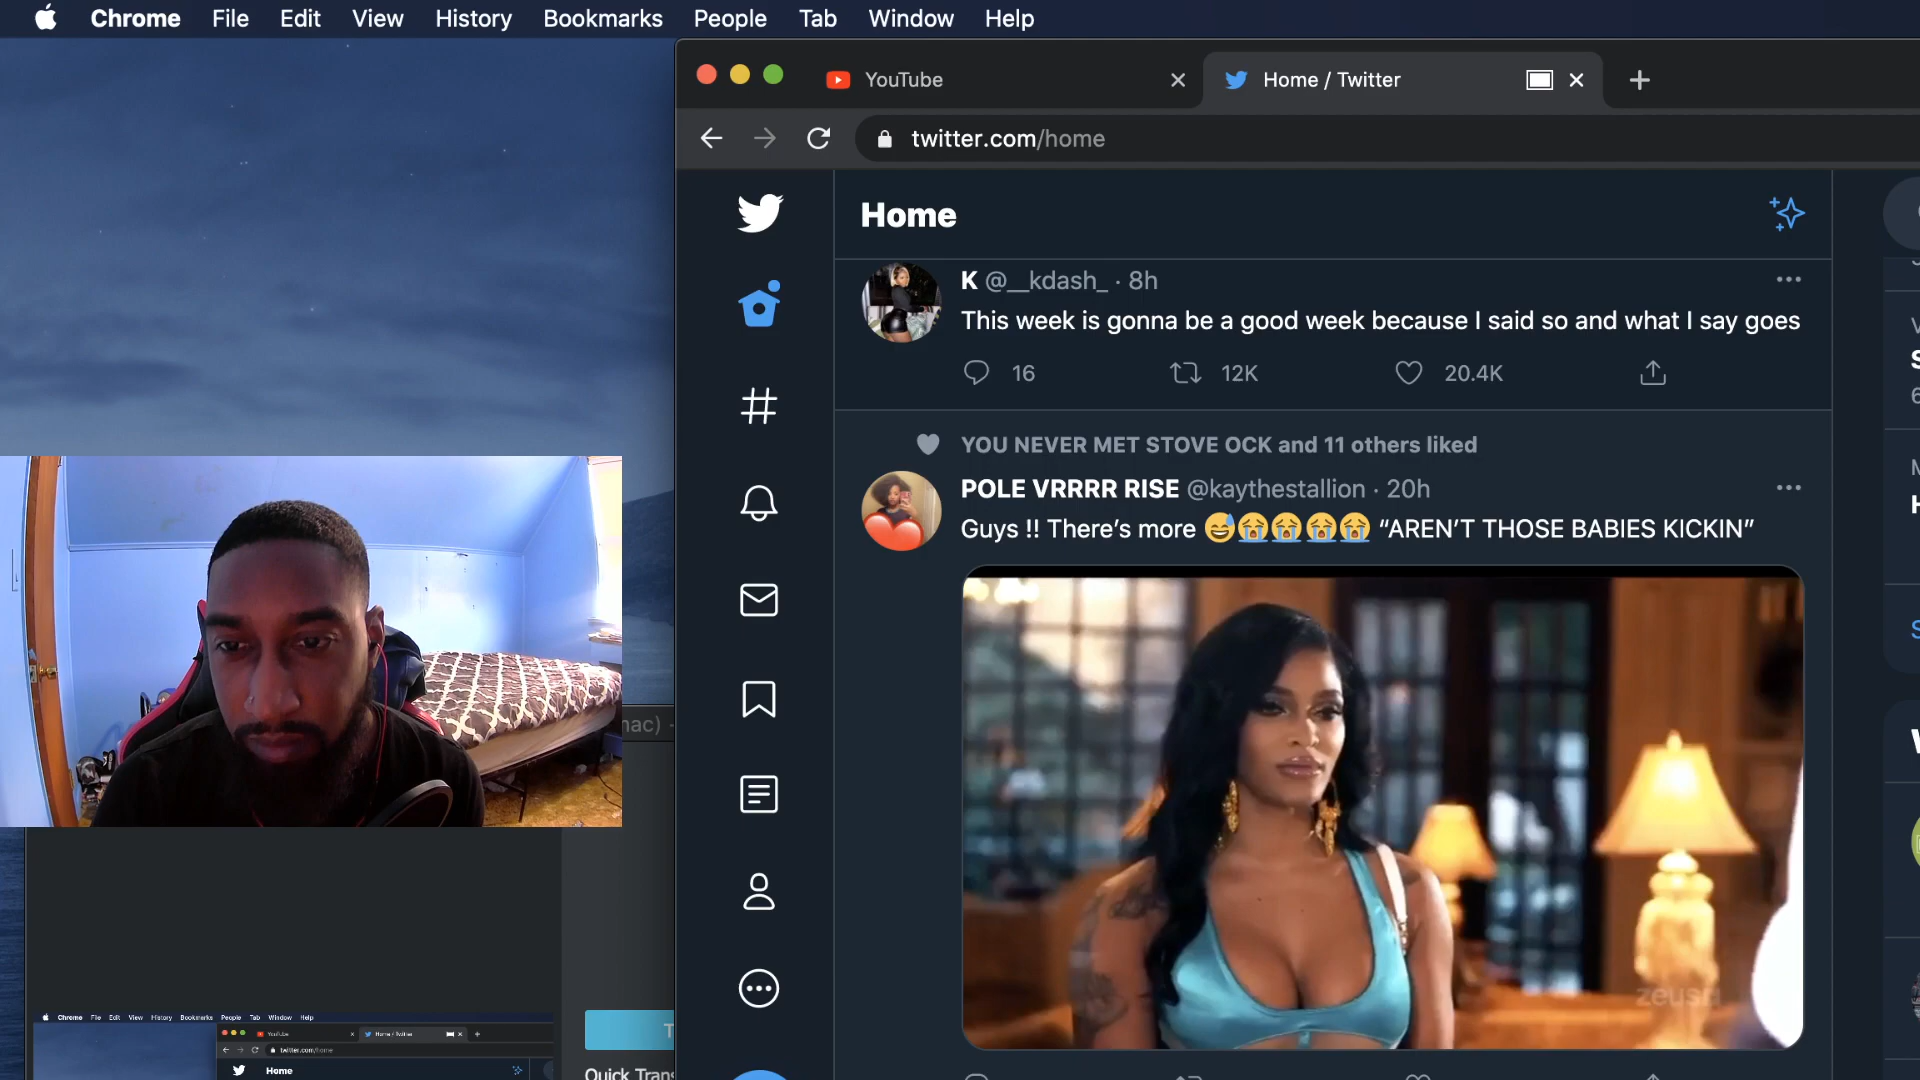 Chrome File Edit View History Bookmarks People Tab Window Help
YouTube
Home / Twitter
twitter.com/home
Home
K @__kdash_ · 8h
This week is gonna be a good week because I said so and what I say goes
16 12K 20.4K
YOU NEVER MET STOVE OCK and 11 others liked
POLE VRRRR RISE @kaythestallion · 20h
Guys !! There’s more 😅😭😭😭😭 “AREN’T THOSE BABIES KICKIN”
zeus
Chrome File Edit View History Bookmarks People Tab Window Help
YouTube
Home / Twitter
twitter.com/home
Home
Quick